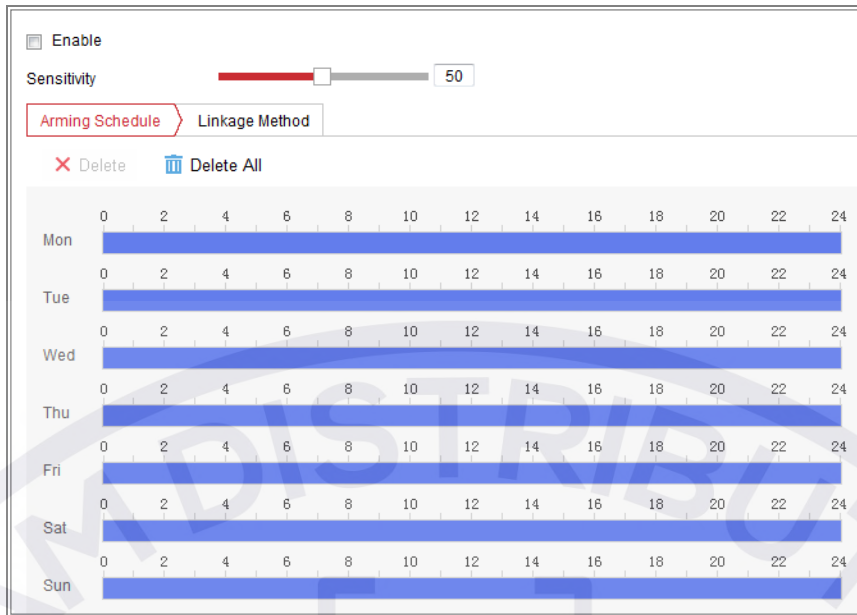 Enable
Sensitivity 50
Arming Schedule Linkage Method
Delete Delete All
0 2 4 6 8 10 12 14 16 18 20 22 24
Mon
0 2 4 6 8 10 12 14 16 18 20 22 24
Tue
0 2 4 6 8 10 12 14 16 18 20 22 24
Wed
0 2 4 6 8 10 12 14 16 18 20 22 24
Thu
0 2 4 6 8 10 12 14 16 18 20 22 24
Fri
0 2 4 6 8 10 12 14 16 18 20 22 24
Sat
0 2 4 6 8 10 12 14 16 18 20 22 24
Sun